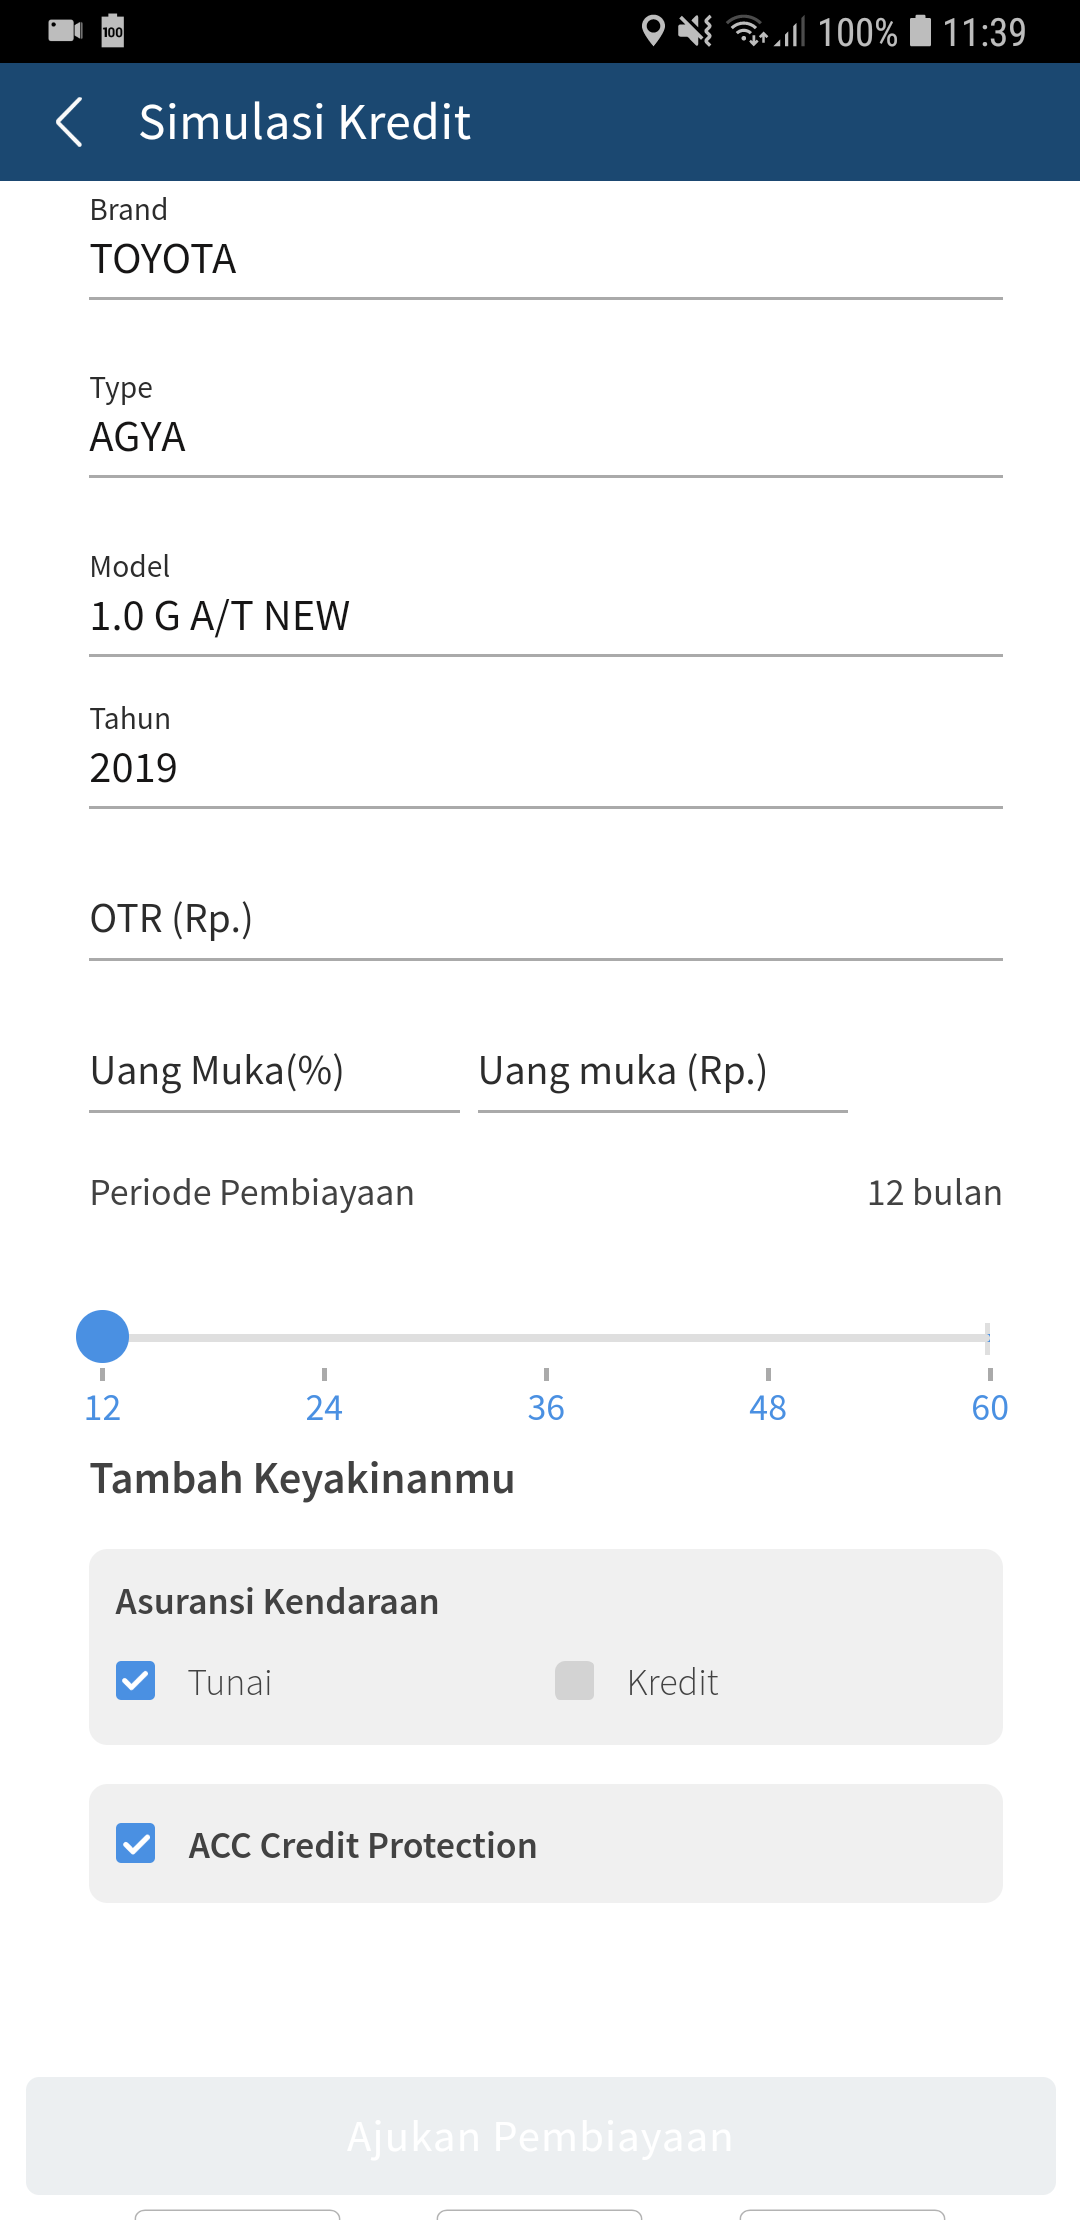 100 100% 11:39
Simulasi Kredit
Brand
TOYOTA
Type
AGYA
Model
1.0 G A/T NEW
Tahun
2019
OTR (Rp.)
Uang Muka(%) Uang muka (Rp.)
Periode Pembiayaan 12 bulan
12 24 36 48 60
Tambah Keyakinanmu
Asuransi Kendaraan
Tunai Kredit
ACC Credit Protection
Ajukan Pembiayaan